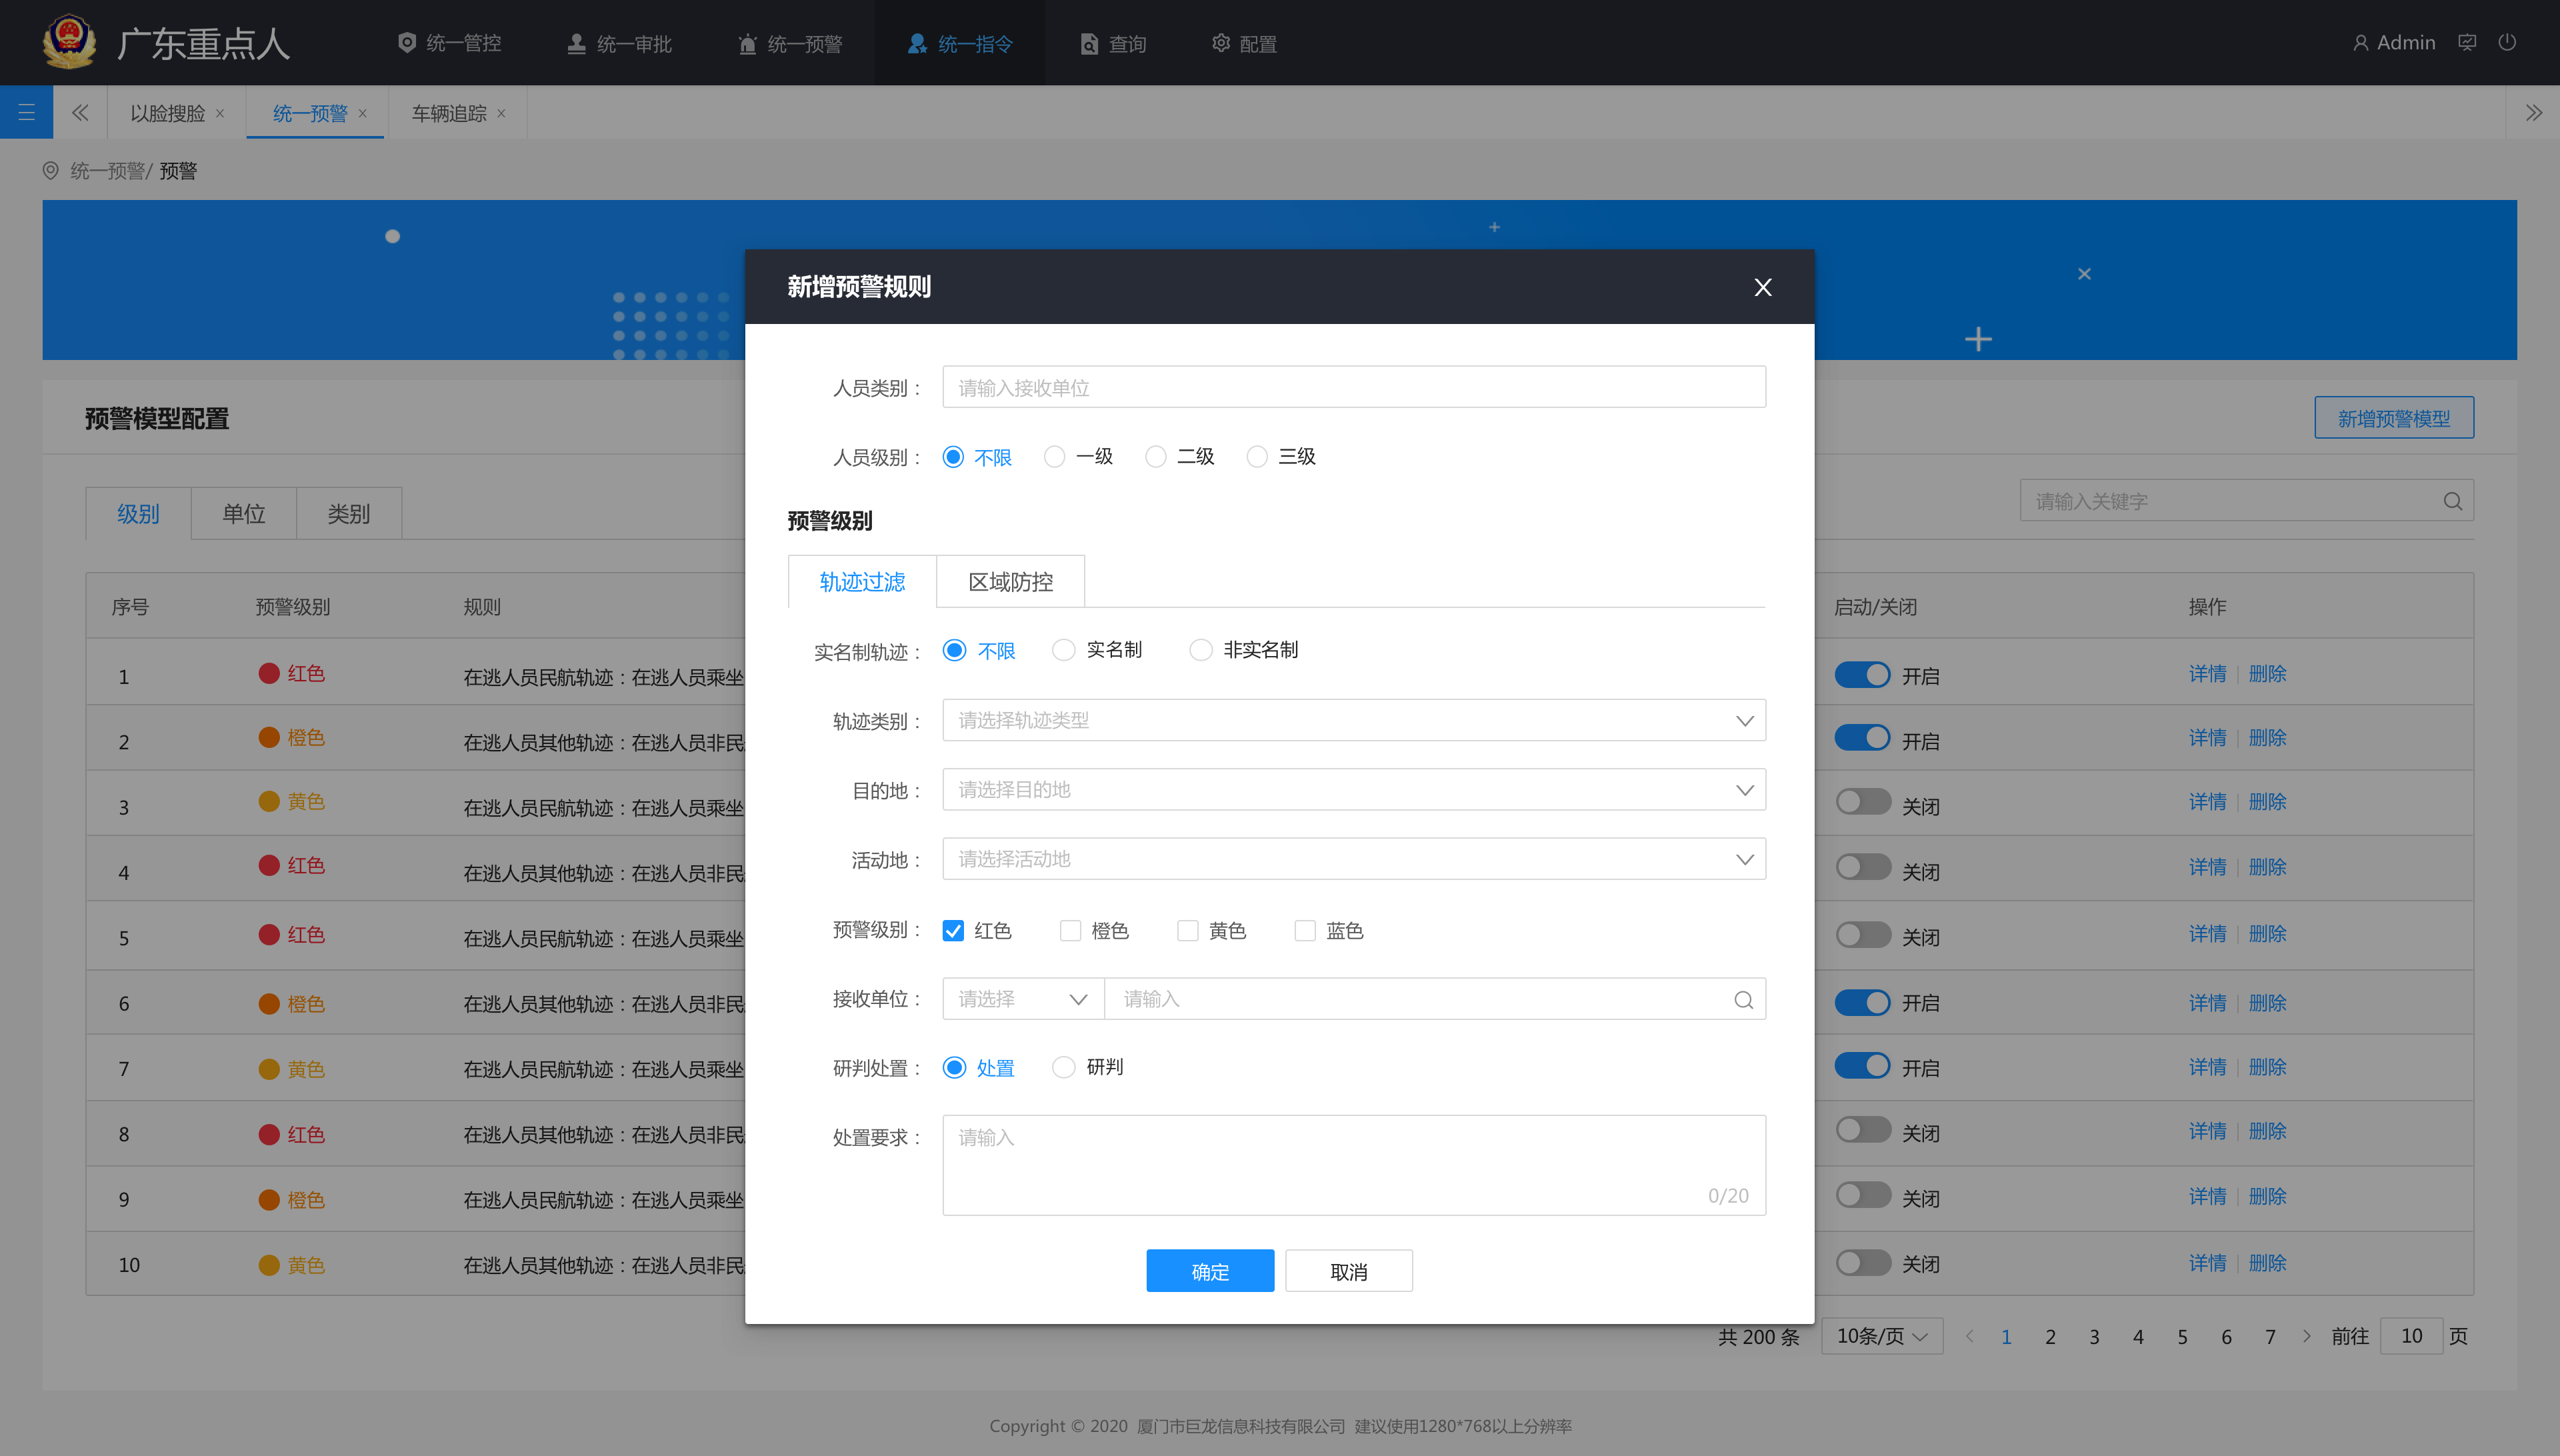 广东重点人 统一管控 统一审批 统一预警 统一指令 查询 配置 Admin
以脸搜脸 × 统一预警 × 车辆追踪 ×
统一预警/ 预警
新增预警规则
人员类别： 请输入接收单位
预警模型配置 新增预警模型
人员级别： 不限 一级 二级 三级
级别 单位 类别 请输入关键字
预警级别
轨迹过滤 区域防控
序号 预警级别 规则 启动/关闭 操作
实名制轨迹： 不限 实名制 非实名制
1 红色 在逃人员民航轨迹：在逃人员乘坐 开启 详情 删除
轨迹类别： 请选择轨迹类型
2 橙色 在逃人员其他轨迹：在逃人员非民 开启 详情 删除
目的地： 请选择目的地
3 黄色 在逃人员民航轨迹：在逃人员乘坐 关闭 详情 删除
活动地： 请选择活动地
4 红色 在逃人员其他轨迹：在逃人员非民 关闭 详情 删除
预警级别： 红色 橙色 黄色 蓝色
5 红色 在逃人员民航轨迹：在逃人员乘坐 关闭 详情 删除
接收单位： 请选择 请输入
6 橙色 在逃人员其他轨迹：在逃人员非民 开启 详情 删除
研判处置： 处置 研判
7 黄色 在逃人员民航轨迹：在逃人员乘坐 开启 详情 删除
处置要求： 请输入
8 红色 在逃人员其他轨迹：在逃人员非民 关闭 详情 删除
0/20
9 橙色 在逃人员民航轨迹：在逃人员乘坐 关闭 详情 删除
10 黄色 在逃人员其他轨迹：在逃人员非民 关闭 详情 删除
确定 取消
共 200 条 10条/页 1 2 3 4 5 6 7 前往 10 页
Copyright © 2020 厦门市巨龙信息科技有限公司 建议使用1280*768以上分辨率